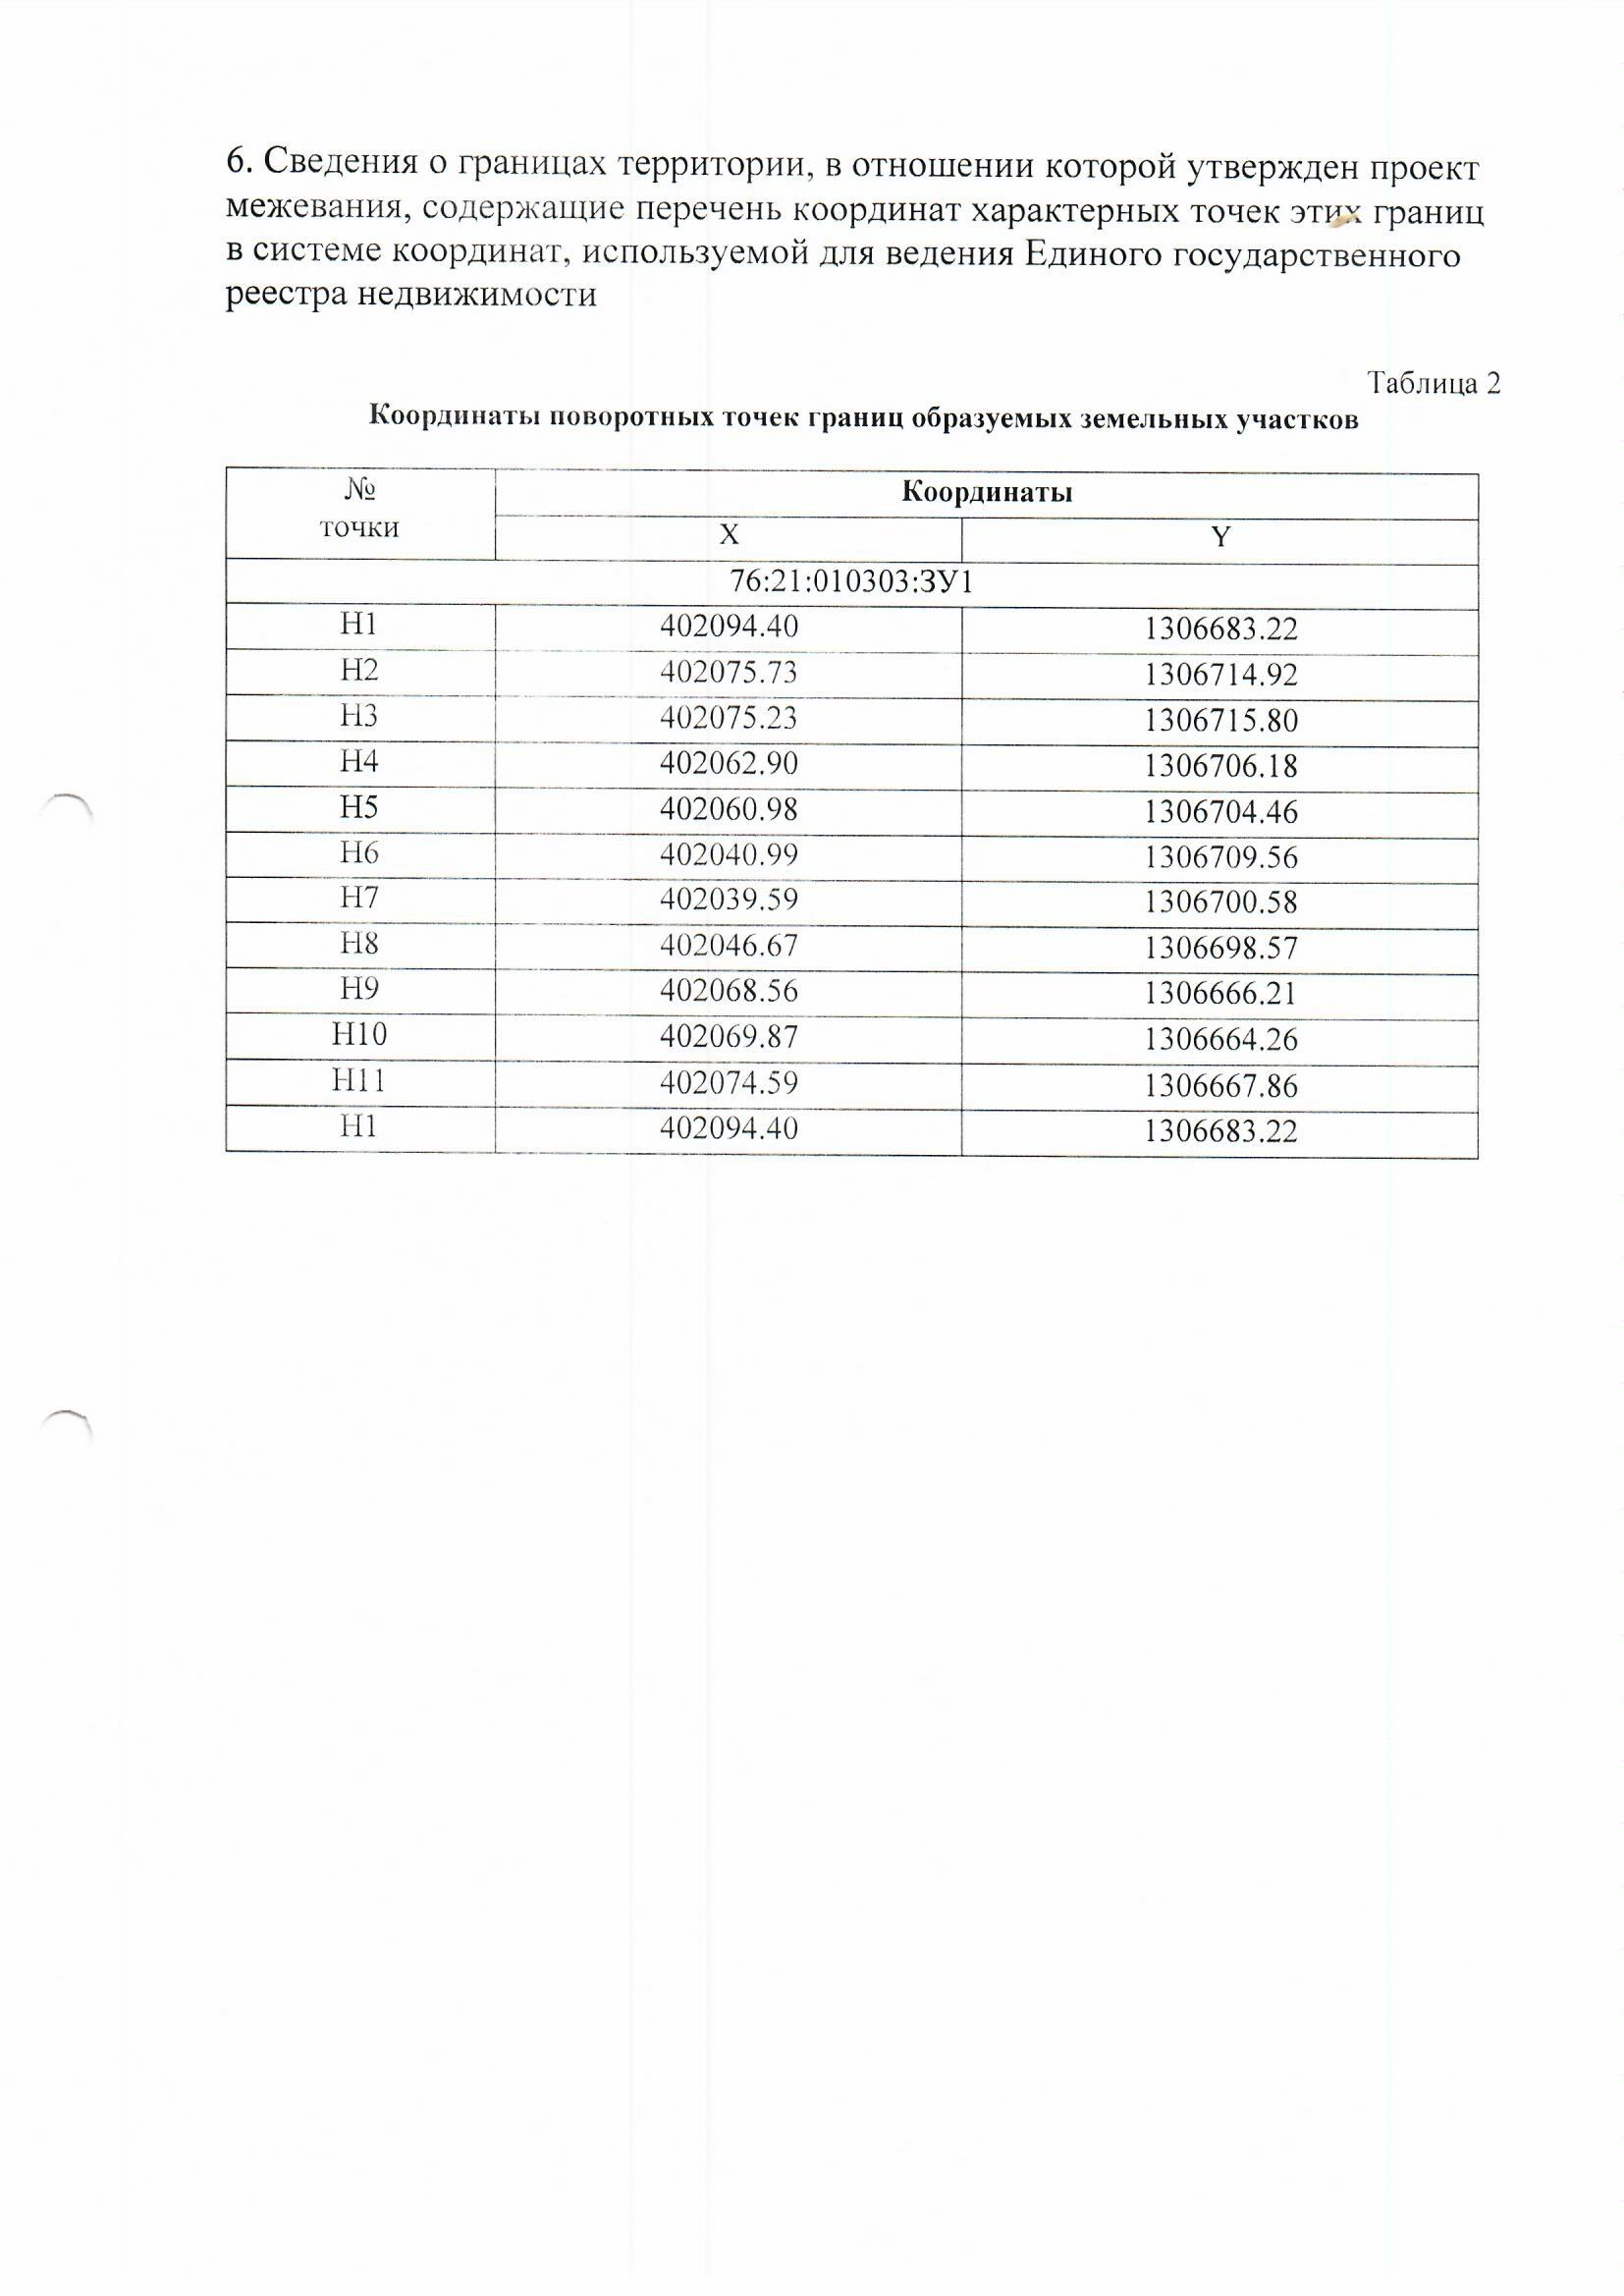 6. Сведения о границах территории, в отношении которой утвержден проект
межевания, содержащие перечень координат характерных точек этих границ
в системе координат, используемой для ведения Единого государственного
реестра недвижимости
Таблица 2
Координаты поворотных точек границ образуемых земельных участков
№ точки Координаты
X Y
76:21:010303:ЗУ1
Н1 402094.40 1306683.22
Н2 402075.73 1306714.92
Н3 402075.23 1306715.80
Н4 402062.90 1306706.18
Н5 402060.98 1306704.46
Н6 402040.99 1306709.56
Н7 402039.59 1306700.58
Н8 402046.67 1306698.57
Н9 402068.56 1306666.21
Н10 402069.87 1306664.26
Н11 402074.59 1306667.86
Н1 402094.40 1306683.22